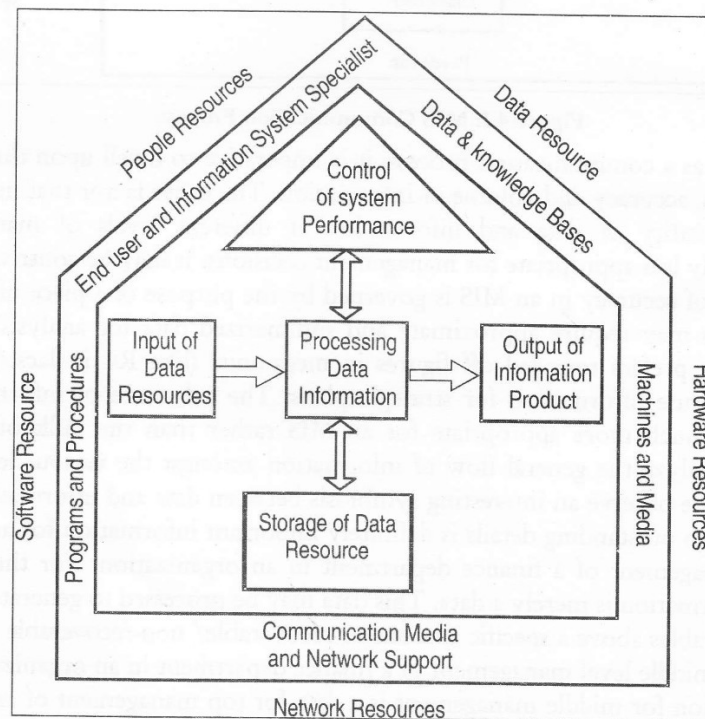 People Resources
End user and Information System Specialist
Data Resource
Data & knowledge Bases
Control
of system
Performance
Input of
Data
Resources
Processing
Data
Information
Output of
Information
Product
Storage of Data
Resource
Software Resource
Programs and Procedures
Machines and Media
Hardware Resources
Communication Media
and Network Support
Network Resources